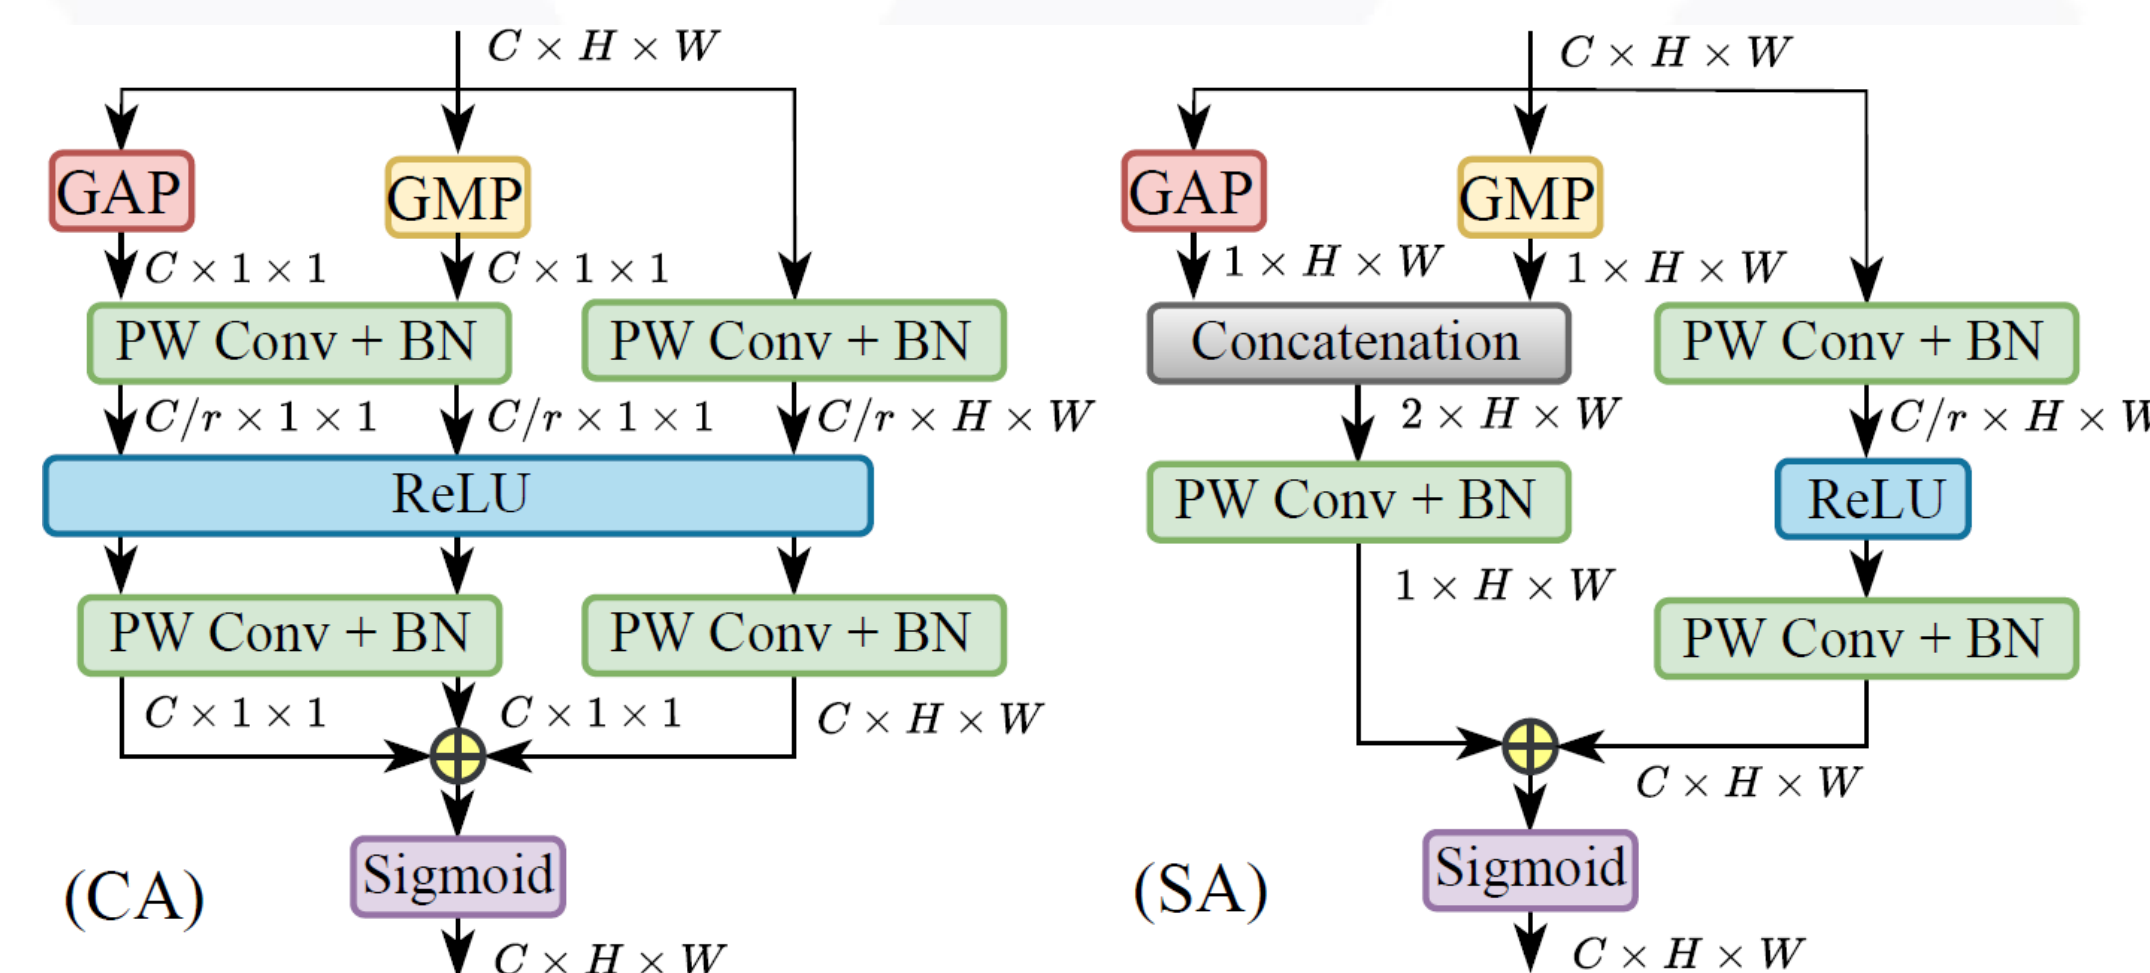 C × H × W
GAP
GMP
C × 1 × 1
C × 1 × 1
PW Conv + BN
PW Conv + BN
C/r × 1 × 1
C/r × 1 × 1
C/r × H × W
ReLU
PW Conv + BN
PW Conv + BN
C × 1 × 1
C × 1 × 1
C × H × W
Sigmoid
(CA)
C × H × W
C × H × W
GAP
GMP
1 × H × W
1 × H × W
Concatenation
PW Conv + BN
2 × H × W
C/r × H × W
PW Conv + BN
ReLU
1 × H × W
PW Conv + BN
C × H × W
Sigmoid
(SA)
C × H × W